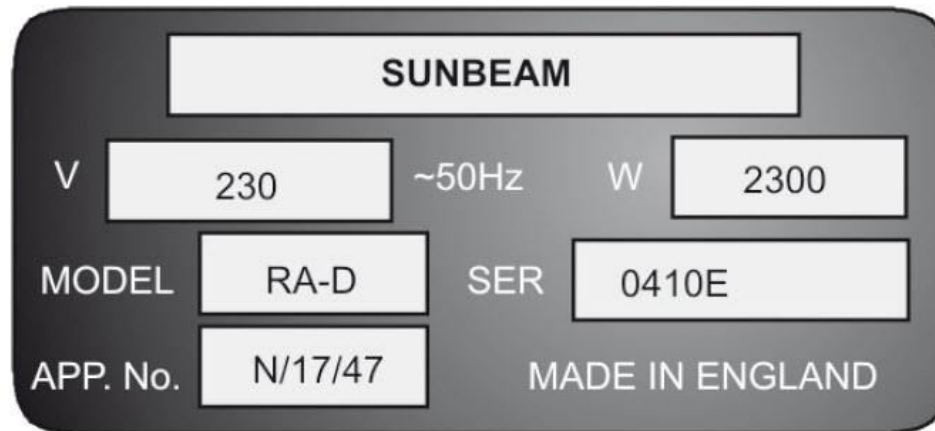 SUNBEAM
V 230 ~50Hz W 2300
MODEL RA-D SER 0410E
APP. No. N/17/47 MADE IN ENGLAND